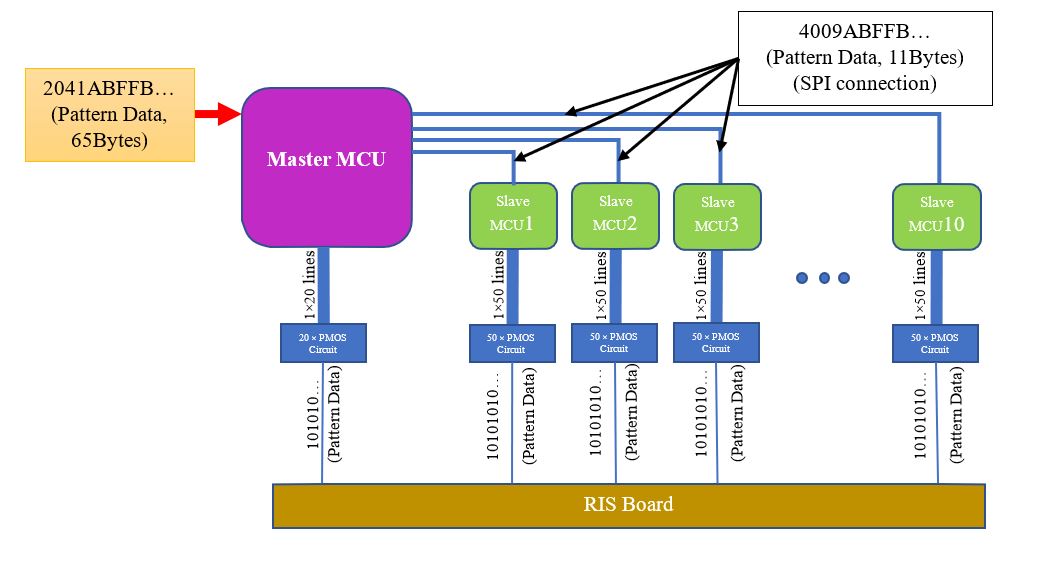 4009ABFFB…
(Pattern Data, 11Bytes)
(SPI connection)
2041ABFFB…
(Pattern Data,
65Bytes)
Master MCU
Slave
MCU1
Slave
MCU2
Slave
MCU3
Slave
MCU10
1×20 lines
1×50 lines
1×50 lines
1×50 lines
1×50 lines
20 × PMOS
Circuit
50 × PMOS
Circuit
50 × PMOS
Circuit
50 × PMOS
Circuit
50 × PMOS
Circuit
101010…
(Pattern Data)
10101010…
(Pattern Data)
10101010…
(Pattern Data)
10101010…
(Pattern Data)
10101010…
(Pattern Data)
RIS Board